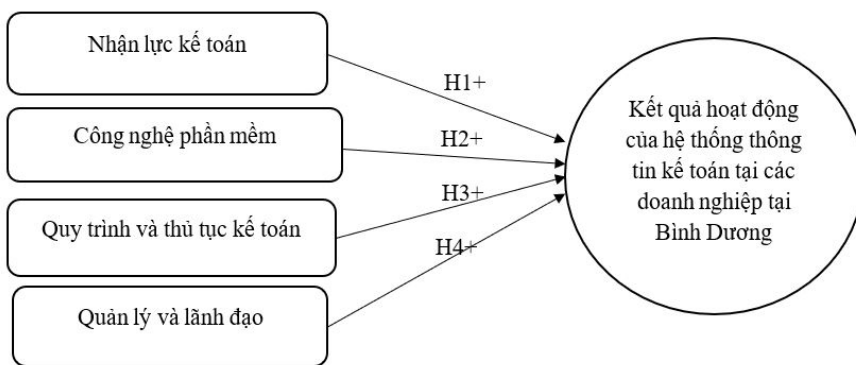 Nhận lực kế toán
H1+
Công nghệ phần mềm
H2+
Quy trình và thủ tục kế toán
H3+
Quản lý và lãnh đạo
H4+
Kết quả hoạt động
của hệ thống thông
tin kế toán tại các
doanh nghiệp tại
Bình Dương